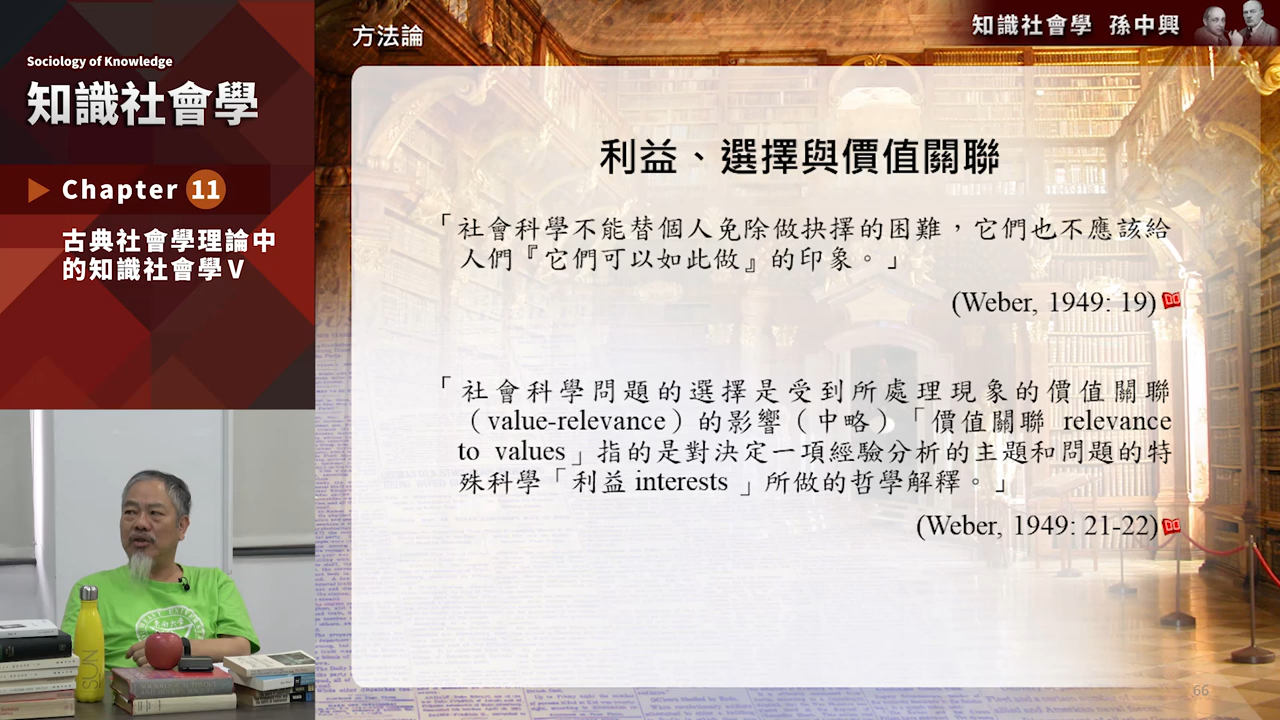 Sociology of Knowledge
知識社會學
Chapter 11
古典社會學理論中
的知識社會學 V
方法論
知識社會學 孫中興
利益、選擇與價值關聯
「社會科學不能替個人免除做抉擇的困難，它們也不應該給
人們『它們可以如此做』的印象。」
(Weber, 1949: 19)
「社會科學問題的選擇是受到所處理現象的價值關聯
（value-relevance）的影響（中略）「價值關聯 relevance
to values」指的是對決定一項經驗分析的主題和問題的特
殊科學「利益 interests 」所做的哲學解釋。」
(Weber, 1949: 21-22)
66
SUN